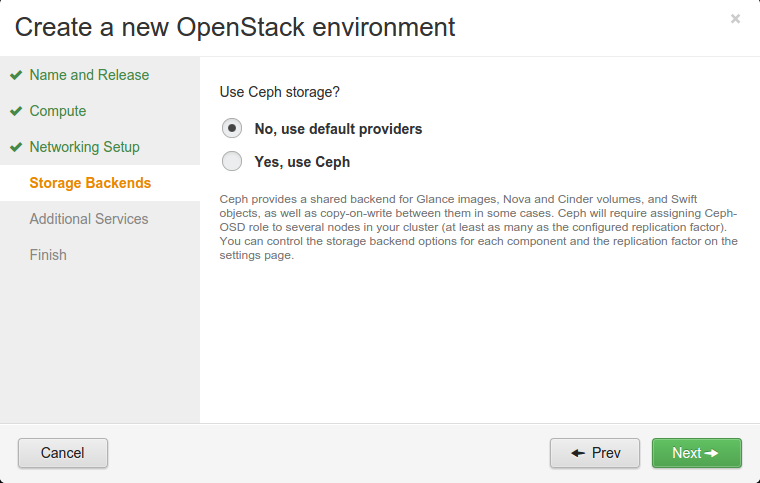 Create a new OpenStack environment
×
Name and Release
Compute
Networking Setup
Storage Backends
Additional Services
Finish
Use Ceph storage?
No, use default providers
Yes, use Ceph
Ceph provides a shared backend for Glance images, Nova and Cinder volumes, and Swift
objects, as well as copy-on-write between them in some cases. Ceph will require assigning Ceph-
OSD role to several nodes in your cluster (at least as many as the configured replication factor).
You can control the storage backend options for each component and the replication factor on the
settings page.
Cancel
Prev
Next